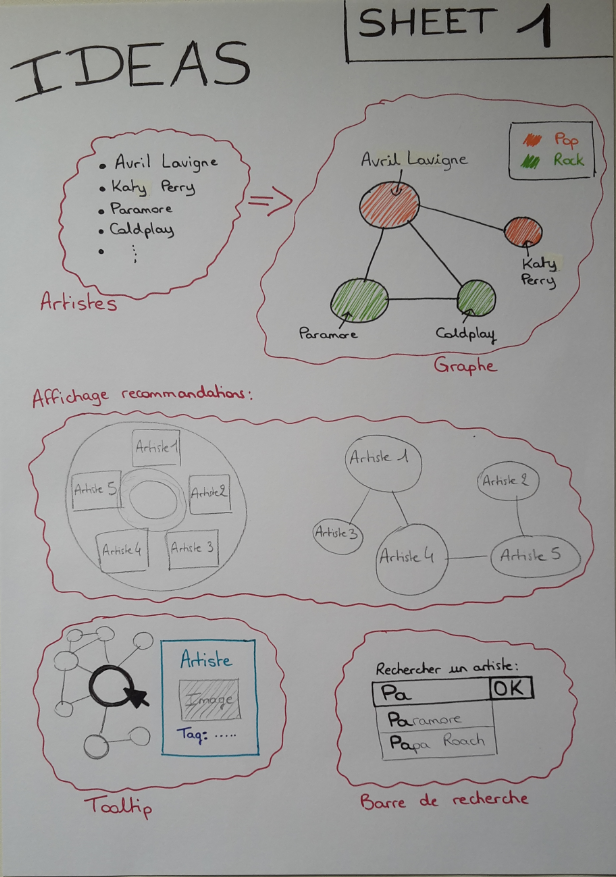 SHEET 1
IDEAS
• Avril Lavigne
• Katy Perry
• Paramore
• Coldplay
• ⋮
Artistes
Pop
Rock
Avril Lavigne
Katy
Perry
Paramore
Coldplay
Graphe
Affichage recommandations:
Artiste 1
Artiste 5
Artiste 2
Artiste 4
Artiste 3
Artiste 1
Artiste 2
Artiste 3
Artiste 4
Artiste 5
Artiste
Image
Tag: .....
Tooltip
Rechercher un artiste:
Pa
OK
Paramore
Papa Roach
Barre de recherche